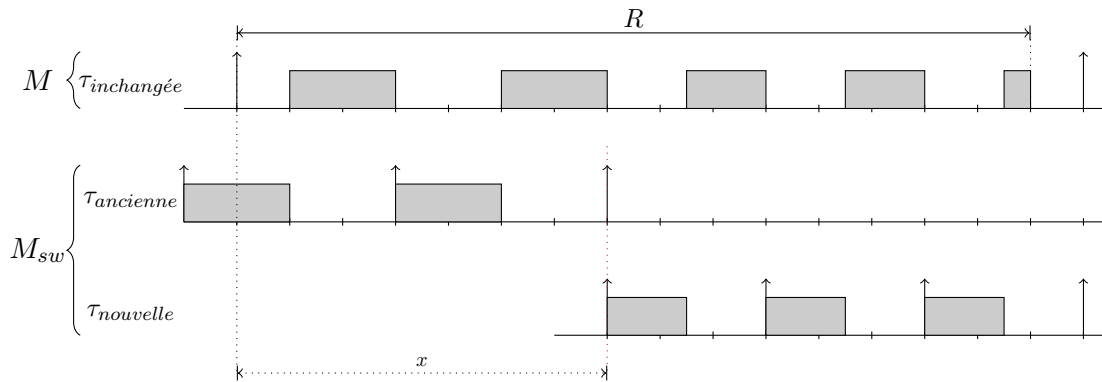 R
M
τinchangée
τancienne
Msw
τnouvelle
x